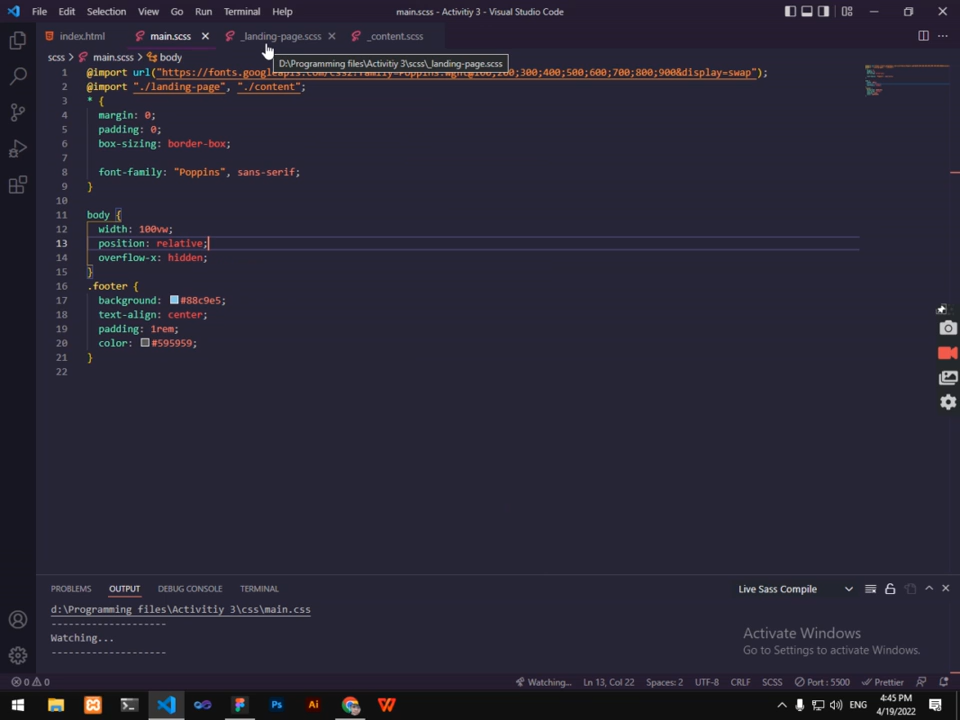 File Edit Selection View Go Run Terminal Help main.scss - Activitiy 3 - Visual Studio Code
index.html main.scss _landing-page.scss _content.scss
scss > main.scss > body
D:\Programming files\Activitiy 3\scss\_landing-page.scss
1 @import url("https://fonts.googleapis.com/css2?family=Poppins:wght@100;200;300;400;500;600;700;800;900&display=swap");
2 @import "./landing-page", "./content";
3 * {
4 margin: 0;
5 padding: 0;
6 box-sizing: border-box;
7
8 font-family: "Poppins", sans-serif;
9 }
10
11 body {
12 width: 100vw;
13 position: relative;
14 overflow-x: hidden;
15 }
16 .footer {
17 background: #88c9e5;
18 text-align: center;
19 padding: 1rem;
20 color: #595959;
21 }
22
PROBLEMS OUTPUT DEBUG CONSOLE TERMINAL Live Sass Compile
d:\Programming files\Activitiy 3\css\main.css
--------------------
Watching...
--------------------
Activate Windows
Go to Settings to activate Windows.
0 0 Watching... Ln 13, Col 22 Spaces: 2 UTF-8 CRLF SCSS Port : 5500 Prettier
Ps Ai ENG 4:45 PM
4/19/2022